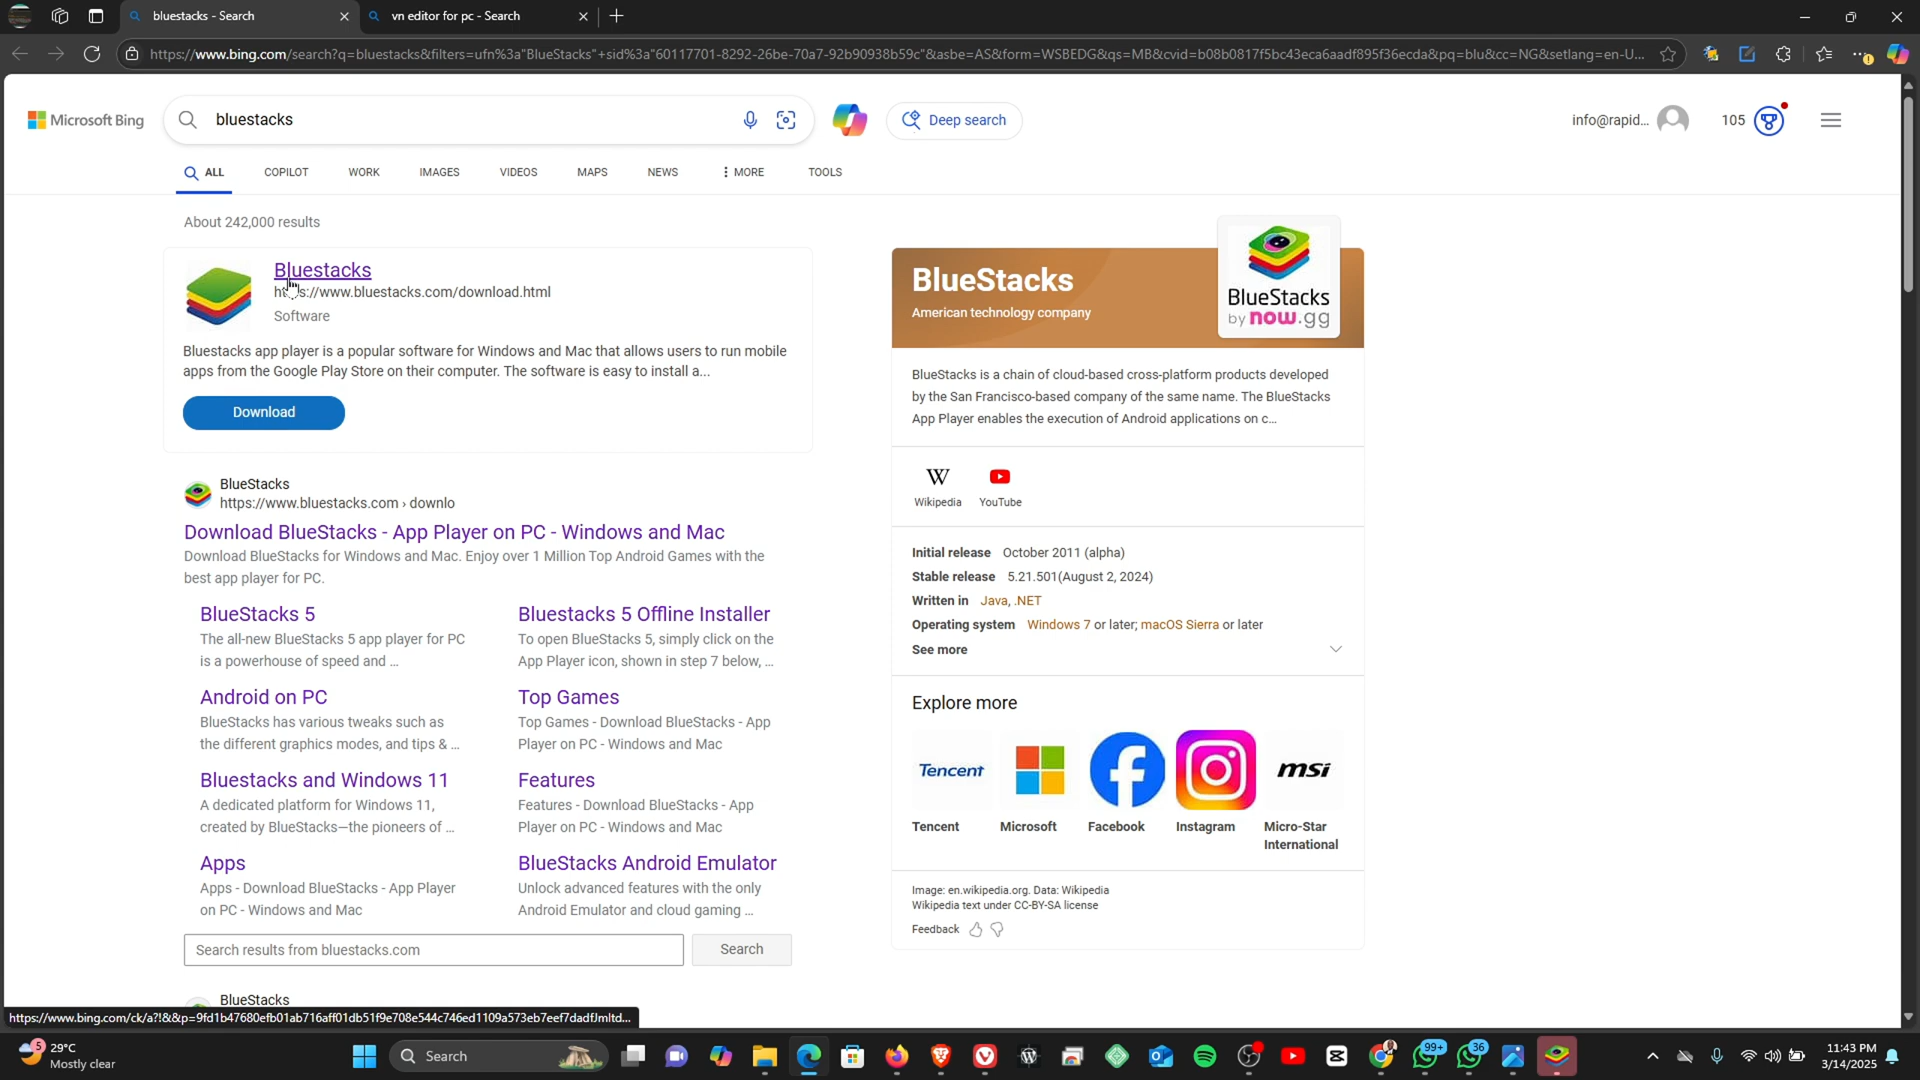 bluestacks - Search
vn editor for pc - Search
https://www.bing.com/search?q=bluestacks&filters=ufn%3a"BlueStacks"+sid%3a"60117701-8292-26be-70a7-92b90938b59c"&asbe=AS&form=WSBEDG&qs=MB&cvid=b08b0817f5bc43eca6aadf895f36ecda&pq=blu&cc=NG&setlang=en-U...
Microsoft Bing
bluestacks
Deep search
info@rapid...
105
ALL
COPILOT
WORK
IMAGES
VIDEOS
MAPS
NEWS
MORE
TOOLS
About 242,000 results
Bluestacks
https://www.bluestacks.com/download.html
Software
Bluestacks app player is a popular software for Windows and Mac that allows users to run mobile
apps from the Google Play Store on their computer. The software is easy to install a...
Download
BlueStacks
https://www.bluestacks.com › downlo
Download BlueStacks - App Player on PC - Windows and Mac
Download BlueStacks for Windows and Mac. Enjoy over 1 Million Top Android Games with the
best app player for PC.
BlueStacks 5
The all-new BlueStacks 5 app player for PC
is a powerhouse of speed and ...
Bluestacks 5 Offline Installer
To open BlueStacks 5, simply click on the
App Player icon, shown in step 7 below, ...
Android on PC
BlueStacks has various tweaks such as
the different graphics modes, and tips & ...
Top Games
Top Games - Download BlueStacks - App
Player on PC - Windows and Mac
Bluestacks and Windows 11
A dedicated platform for Windows 11,
created by BlueStacks—the pioneers of ...
Features
Features - Download BlueStacks - App
Player on PC - Windows and Mac
Apps
Apps - Download BlueStacks - App Player
on PC - Windows and Mac
BlueStacks Android Emulator
Unlock advanced features with the only
Android Emulator and cloud gaming ...
Search results from bluestacks.com
Search
BlueStacks
BlueStacks
American technology company
BlueStacks
by now.gg
BlueStacks is a chain of cloud-based cross-platform products developed
by the San Francisco-based company of the same name. The BlueStacks
App Player enables the execution of Android applications on c...
W
Wikipedia
YouTube
Initial release October 2011 (alpha)
Stable release 5.21.501(August 2, 2024)
Written in Java, .NET
Operating system Windows 7 or later; macOS Sierra or later
See more
Explore more
Tencent
msi
Tencent
Microsoft
Facebook
Instagram
Micro-Star
International
Image: en.wikipedia.org. Data: Wikipedia
Wikipedia text under CC-BY-SA license
Feedback
https://www.bing.com/ck/a?!&&p=9fd1b47680efb01ab716aff01db51f9e708e544c746ed1109a573eb7eef7dadfJmltd...
5
29°C
Mostly clear
Search
99+
36
11:43 PM
3/14/2025